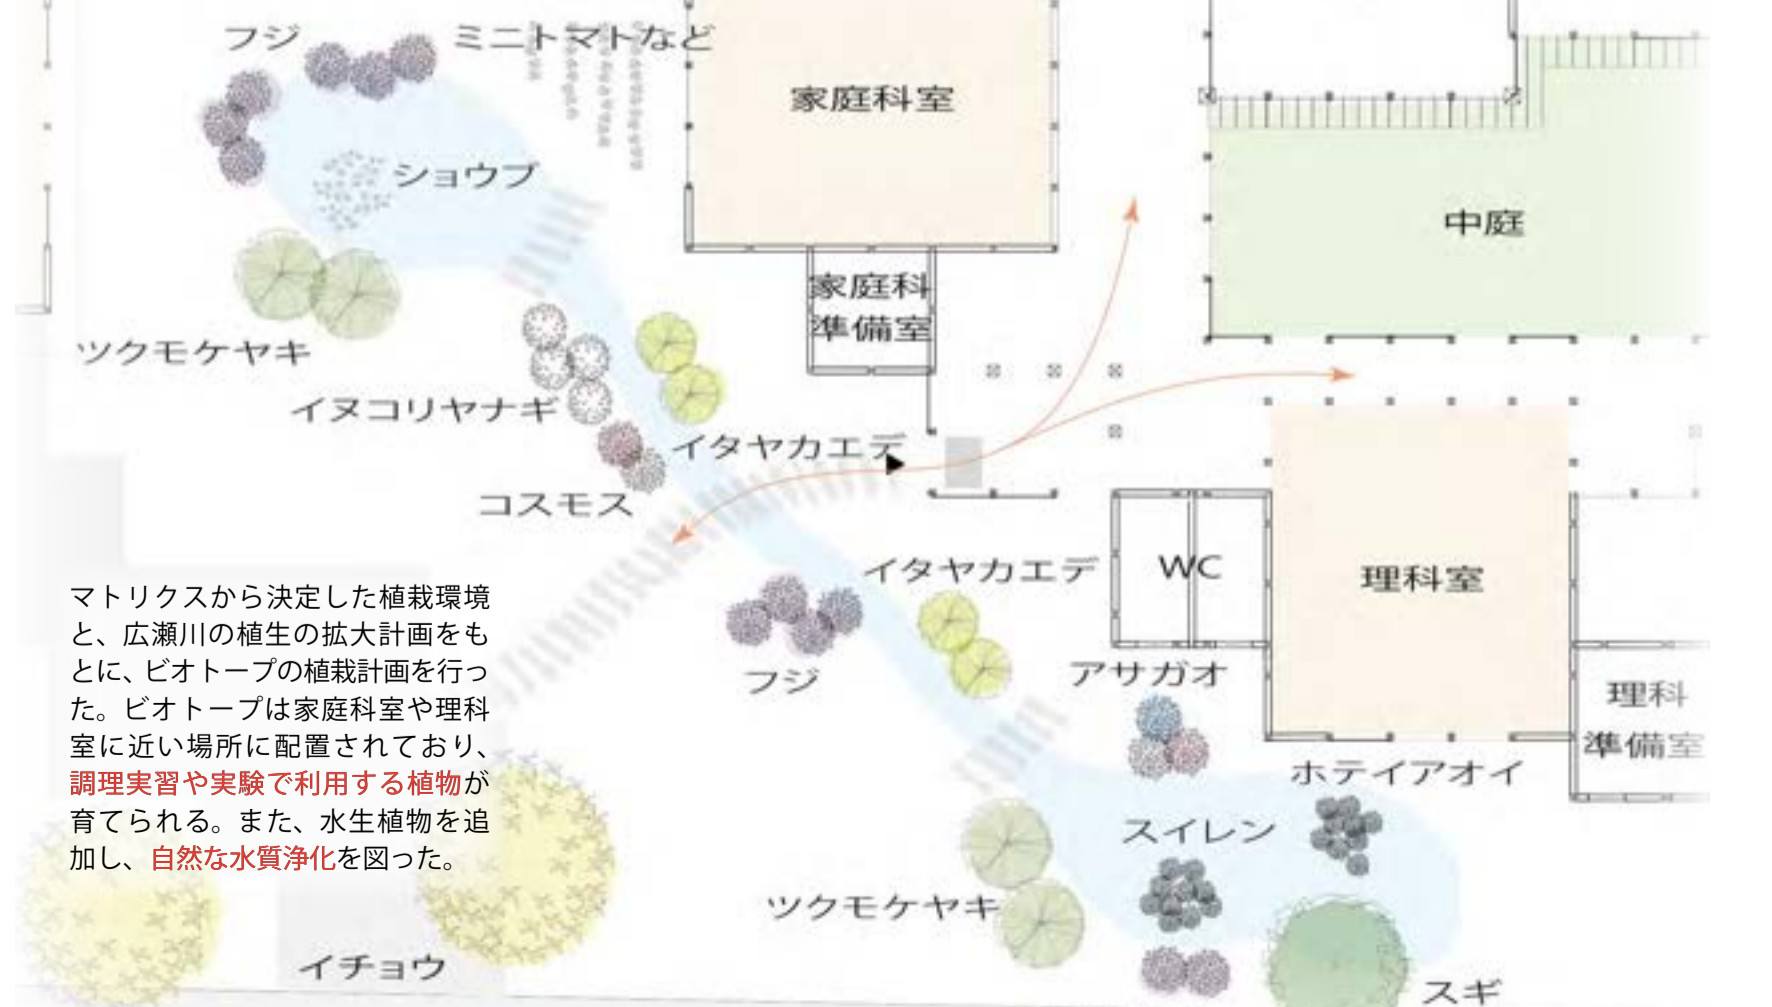 フジ
ミニトマトなど
家庭科室
ショウブ
中庭
家庭科
準備室
ツクモケヤキ
イヌコリヤナギ
イタヤカエデ
コスモス
イタヤカエデ
WC
理科室
フジ
アサガオ
理科
準備室
ホテイアオイ
スイレン
ツクモケヤキ
イチョウ
スギ
マトリクスから決定した植栽環境
と、広瀬川の植生の拡大計画をも
とに、ビオトープの植栽計画を行っ
た。ビオトープは家庭科室や理科
室に近い場所に配置されており、
調理実習や実験で利用する植物が
育てられる。また、水生植物を追
加し、自然な水質浄化を図った。